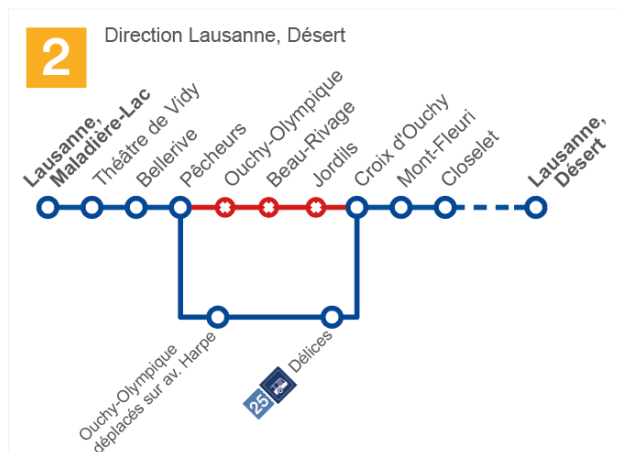 2
Direction Lausanne, Désert
Lausanne,
Maladière-Lac
Théâtre de Vidy
Bellerive
Pêcheurs
Ouchy-Olympique
Beau-Rivage
Jordils
Croix d'Ouchy
Mont-Fleuri
Closelet
Lausanne,
Désert
Ouchy-Olympique
déplacés sur av. Harpe
25
Délices